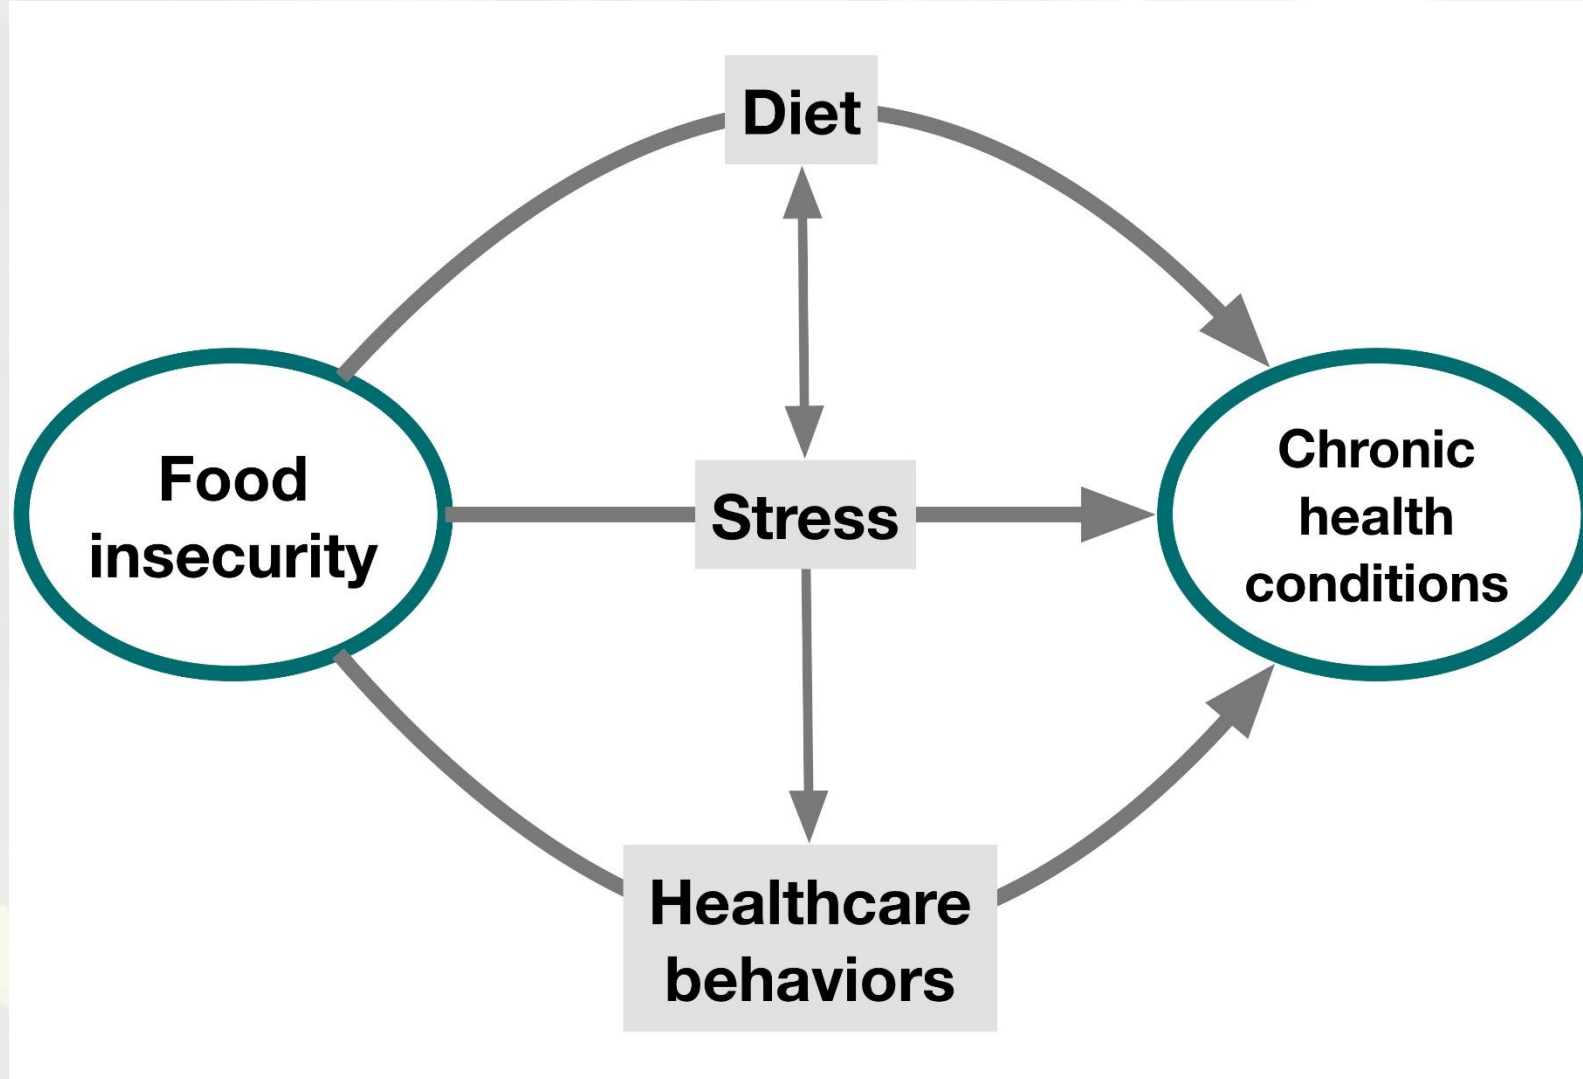 Diet
Food
insecurity
Stress
Chronic
health
conditions
Healthcare
behaviors